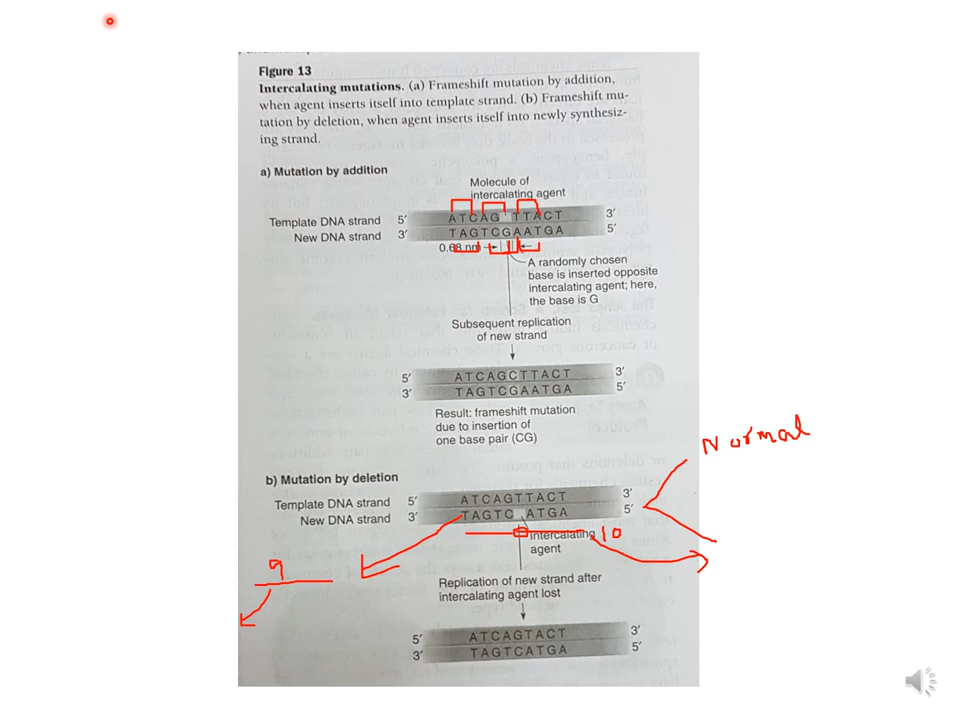 Figure 13
Intercalating mutations. (a) Frameshift mutation by addition,
when agent inserts itself into template strand. (b) Frameshift mu-
tation by deletion, when agent inserts itself into newly synthesiz-
ing strand.
a) Mutation by addition
Molecule of
intercalating agent
Template DNA strand 5′ ATCAG TTACT 3′
New DNA strand 3′ TAGTCGAATGA 5′
0.68 nm
A randomly chosen
base is inserted opposite
intercalating agent; here,
the base is G
Subsequent replication
of new strand
5′ ATCAGCTTACT 3′
3′ TAGTCGAATGA 5′
Result: frameshift mutation
due to insertion of
one base pair (CG)
Normal
b) Mutation by deletion
Template DNA strand 5′ ATCAGTTACT 3′
New DNA strand 3′ TAGTC ATGA 5′
Intercalating 10
agent
9
Replication of new strand after
intercalating agent lost
5′ ATCAGTACT 3′
3′ TAGTCATGA 5′